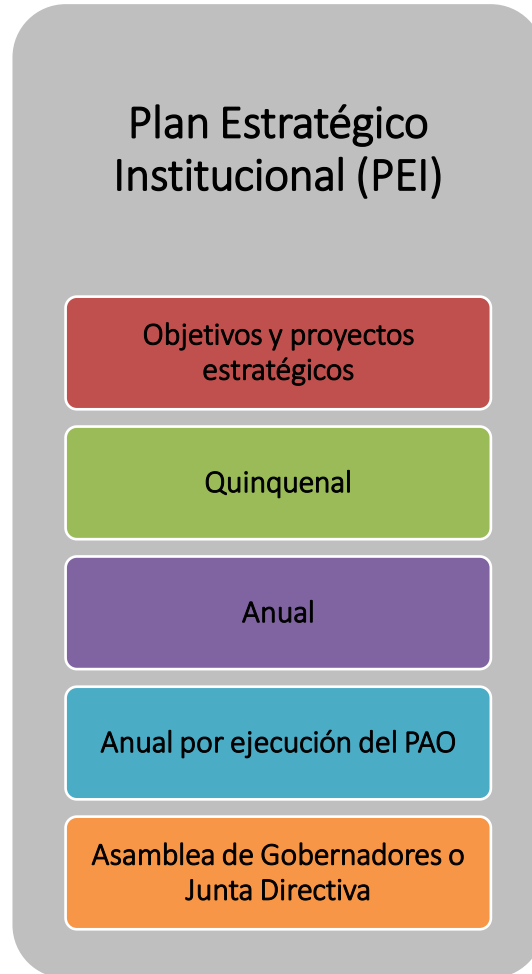 Plan Estratégico
Institucional (PEI)
Objetivos y proyectos
estratégicos
Quinquenal
Anual
Anual por ejecución del PAO
Asamblea de Gobernadores o
Junta Directiva